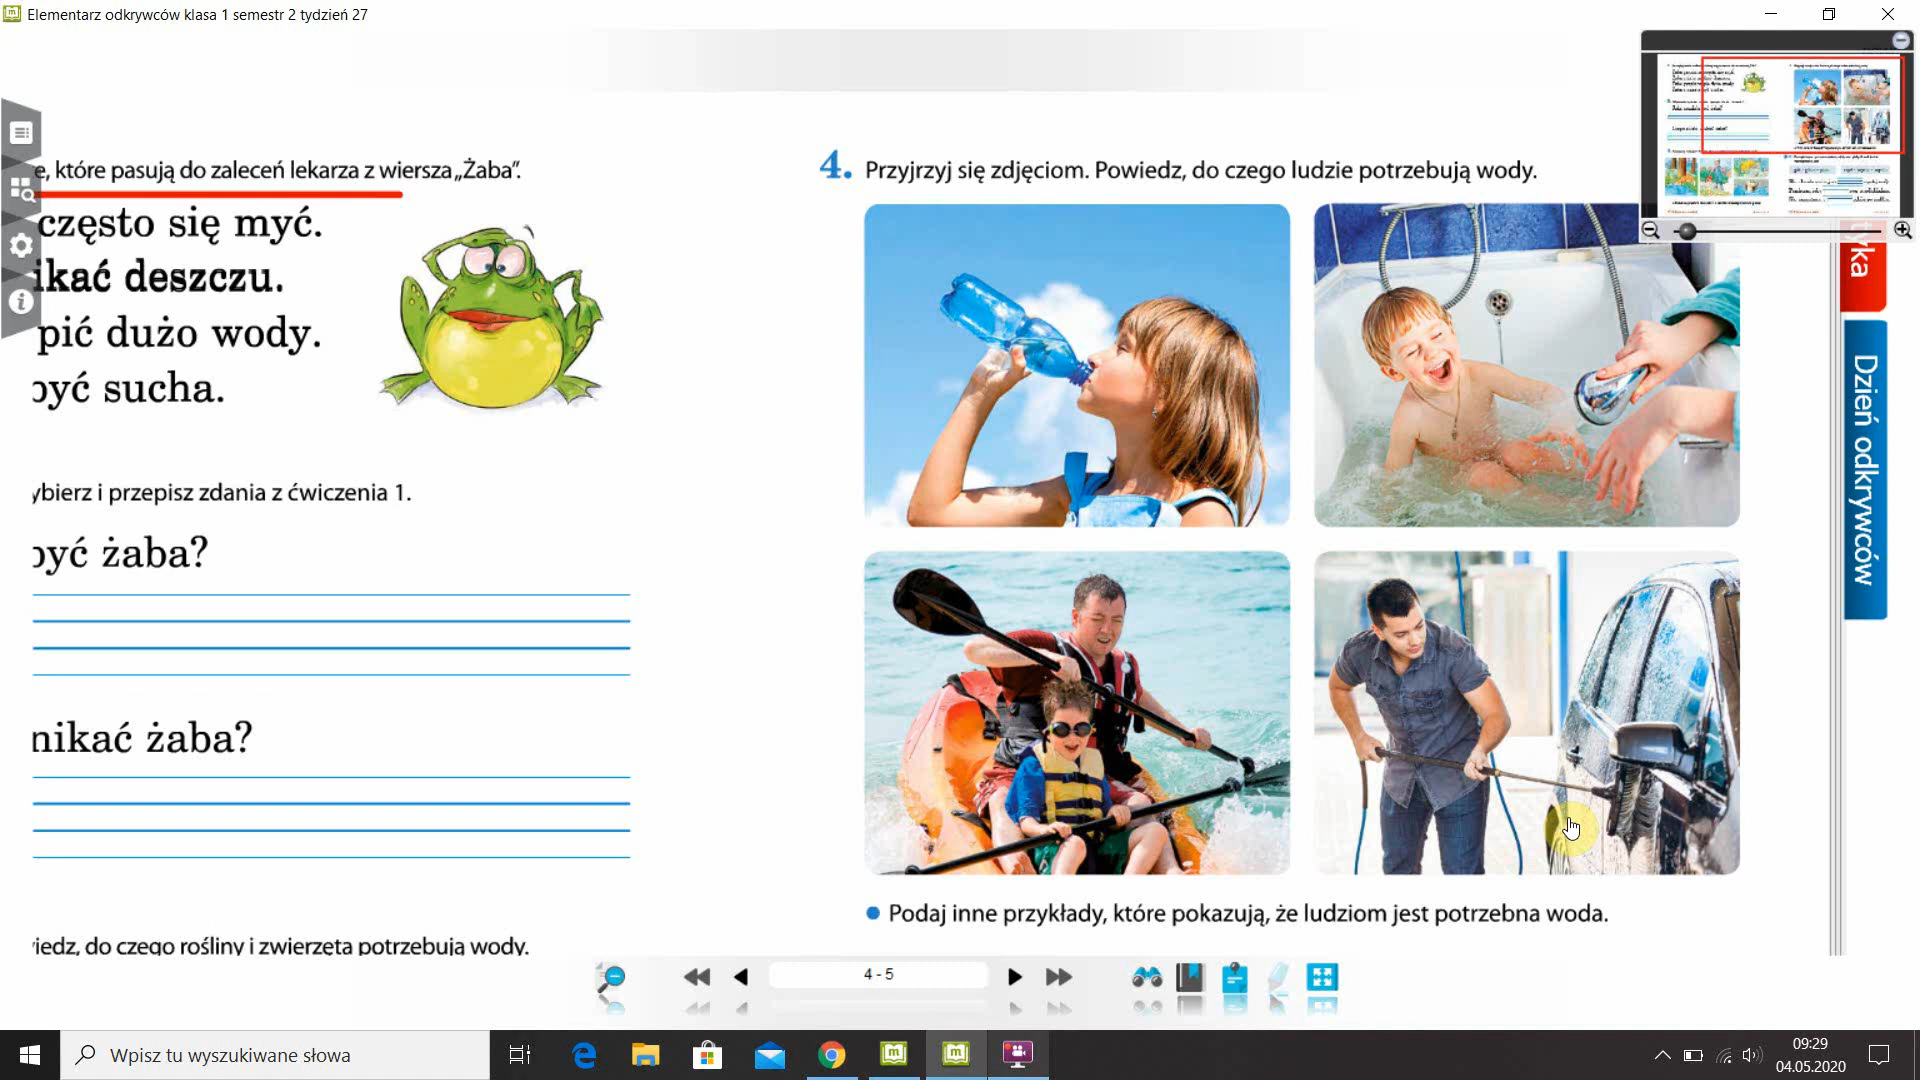 Elementarz odkrywców klasa 1 semestr 2 tydzień 27
e, które pasują do zaleceń lekarza z wiersza „Żaba”.
często się myć.
ikać deszczu.
pić dużo wody.
być sucha.
ybierz i przepisz zdania z ćwiczenia 1.
być żaba?
nikać żaba?
iedz, do czego rośliny i zwierzęta potrzebują wody.
4. Przyjrzyj się zdjęciom. Powiedz, do czego ludzie potrzebują wody.
Podaj inne przykłady, które pokazują, że ludziom jest potrzebna woda.
yka
Dzień odkrywców
4 - 5
Wpisz tu wyszukiwane słowa
09:29
04.05.2020